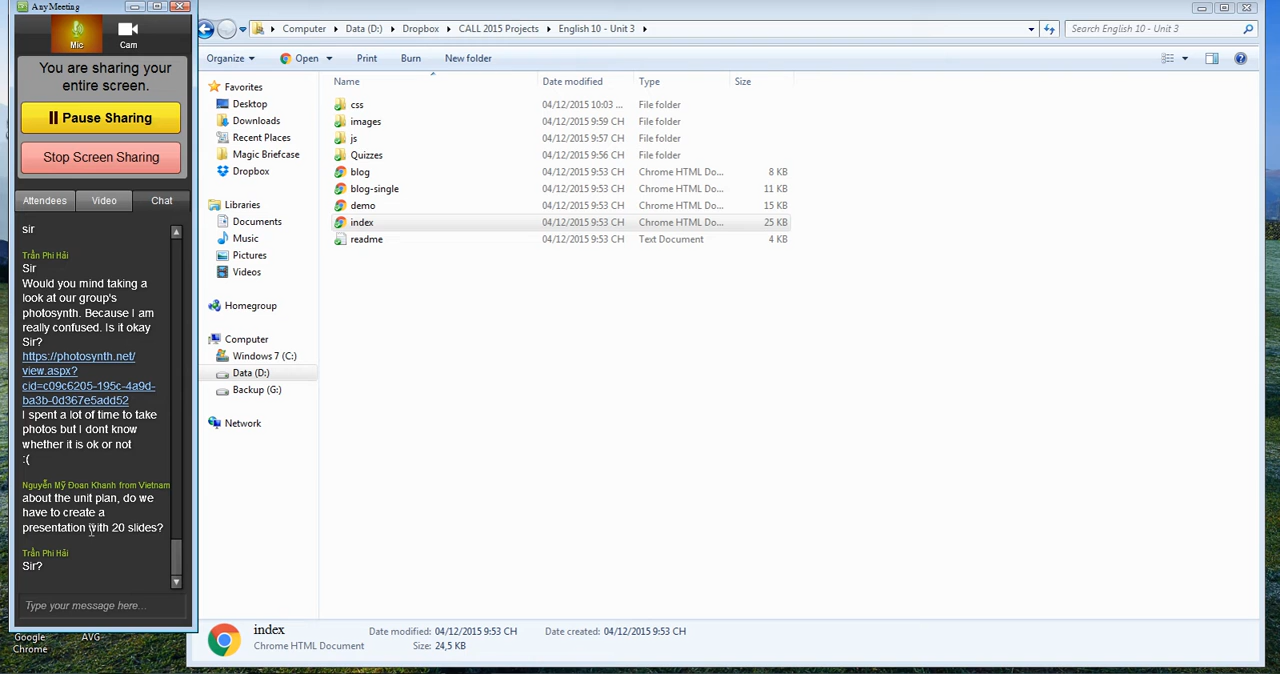 AnyMeeting
Mic
Cam
You are sharing your
entire screen.
Pause Sharing
Stop Screen Sharing
Attendees
Video
Chat
sir
Trần Phi Hải
Sir
Would you mind taking a
look at our group's
photosynth. Because I am
really confused. Is it okay
Sir?
https://photosynth.net/
view.aspx?
cid=c09c6205-195c-4a9d-
ba3b-0d367e5add52
I spent a lot of time to take
photos but I dont know
whether it is ok or not
:(
Nguyễn Mỹ Đoan Khanh from Vietnam
about the unit plan, do we
have to create a
presentation with 20 slides?
Trần Phi Hải
Sir?
Type your message here...
Google
Chrome
AVG
Computer
Data (D:)
Dropbox
CALL 2015 Projects
English 10 - Unit 3
Search English 10 - Unit 3
Organize
Open
Print
Burn
New folder
Favorites
Desktop
Downloads
Recent Places
Magic Briefcase
Dropbox
Libraries
Documents
Music
Pictures
Videos
Homegroup
Computer
Windows 7 (C:)
Data (D:)
Backup (G:)
Network
Name Date modified Type Size
css 04/12/2015 10:03 ... File folder
images 04/12/2015 9:59 CH File folder
js 04/12/2015 9:57 CH File folder
Quizzes 04/12/2015 9:56 CH File folder
blog 04/12/2015 9:53 CH Chrome HTML Do... 8 KB
blog-single 04/12/2015 9:53 CH Chrome HTML Do... 11 KB
demo 04/12/2015 9:53 CH Chrome HTML Do... 15 KB
index 04/12/2015 9:53 CH Chrome HTML Do... 25 KB
readme 04/12/2015 9:53 CH Text Document 4 KB
index Date modified: 04/12/2015 9:53 CH Date created: 04/12/2015 9:53 CH
Chrome HTML Document Size: 24,5 KB